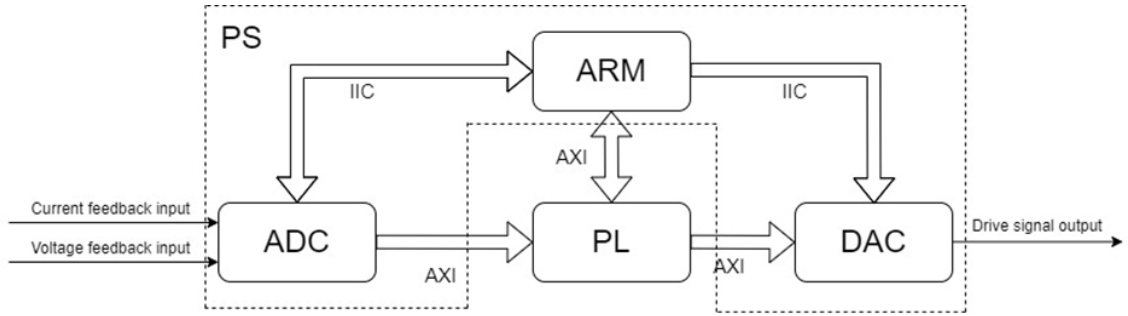 PS
ARM
IIC
IIC
AXI
Current feedback input
Voltage feedback input
ADC
AXI
PL
AXI
DAC
Drive signal output